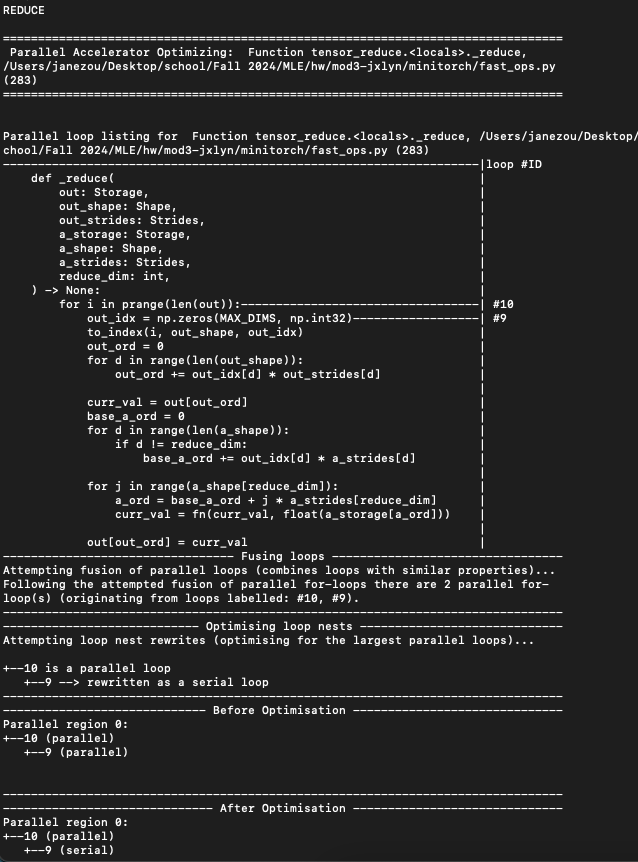 REDUCE
================================================================================
 Parallel Accelerator Optimizing:  Function tensor_reduce.<locals>._reduce,
/Users/janezou/Desktop/school/Fall 2024/MLE/hw/mod3-jxlyn/minitorch/fast_ops.py
(283)
================================================================================
Parallel loop listing for  Function tensor_reduce.<locals>._reduce, /Users/janezou/Desktop/
chool/Fall 2024/MLE/hw/mod3-jxlyn/minitorch/fast_ops.py (283)
--------------------------------------------------------------------|loop #ID
    def _reduce(                                                    |
        out: Storage,                                               |
        out_shape: Shape,                                           |
        out_strides: Strides,                                       |
        a_storage: Storage,                                         |
        a_shape: Shape,                                             |
        a_strides: Strides,                                         |
        reduce_dim: int,                                            |
    ) -> None:                                                      |
        for i in prange(len(out)):----------------------------------| #10
            out_idx = np.zeros(MAX_DIMS, np.int32)------------------| #9
            to_index(i, out_shape, out_idx)                         |
            out_ord = 0                                             |
            for d in range(len(out_shape)):                         |
                out_ord += out_idx[d] * out_strides[d]              |
                                                                    |
            curr_val = out[out_ord]                                 |
            base_a_ord = 0                                          |
            for d in range(len(a_shape)):                           |
                if d != reduce_dim:                                 |
                    base_a_ord += out_idx[d] * a_strides[d]         |
                                                                    |
            for j in range(a_shape[reduce_dim]):                    |
                a_ord = base_a_ord + j * a_strides[reduce_dim]      |
                curr_val = fn(curr_val, float(a_storage[a_ord]))    |
                                                                    |
            out[out_ord] = curr_val                                 |
--------------------------------- Fusing loops ---------------------------------
Attempting fusion of parallel loops (combines loops with similar properties)...
Following the attempted fusion of parallel for-loops there are 2 parallel for-
loop(s) (originating from loops labelled: #10, #9).
--------------------------------------------------------------------------------
---------------------------- Optimising loop nests -----------------------------
Attempting loop nest rewrites (optimising for the largest parallel loops)...
+--10 is a parallel loop
   +--9 --> rewritten as a serial loop
--------------------------------------------------------------------------------
----------------------------- Before Optimisation ------------------------------
Parallel region 0:
+--10 (parallel)
   +--9 (parallel)
--------------------------------------------------------------------------------
------------------------------ After Optimisation ------------------------------
Parallel region 0:
+--10 (parallel)
   +--9 (serial)